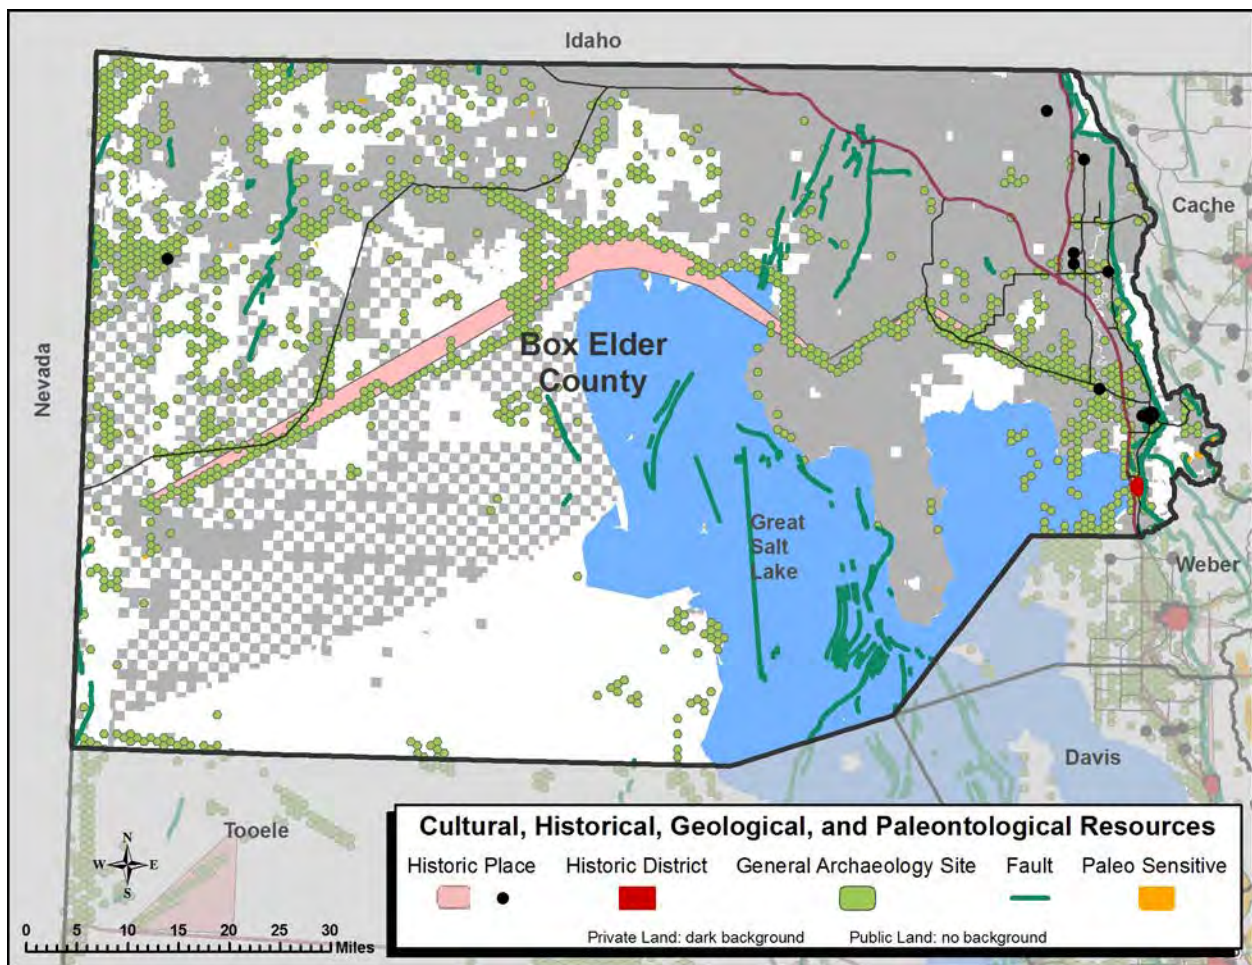 Idaho
Cache
Nevada
Box Elder
County
Great
Salt
Lake
Weber
Davis
Tooele
N
W E
S
0 5 10 15 20 25 30
Miles
Cultural, Historical, Geological, and Paleontological Resources
Historic Place Historic District General Archaeology Site Fault Paleo Sensitive
Private Land: dark background Public Land: no background